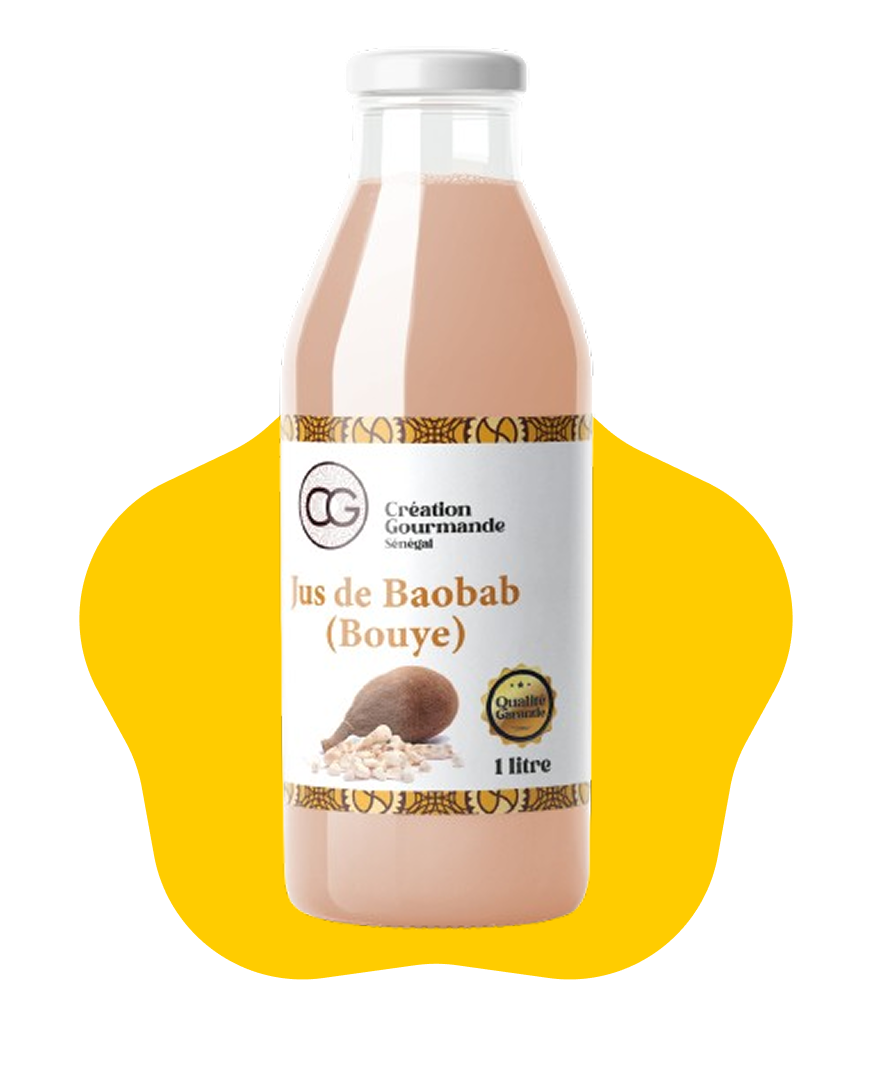 CG
Création
Gourmande
Sénégal
Jus de Baobab
(Bouye)
Qualité
Garantie
1 litre